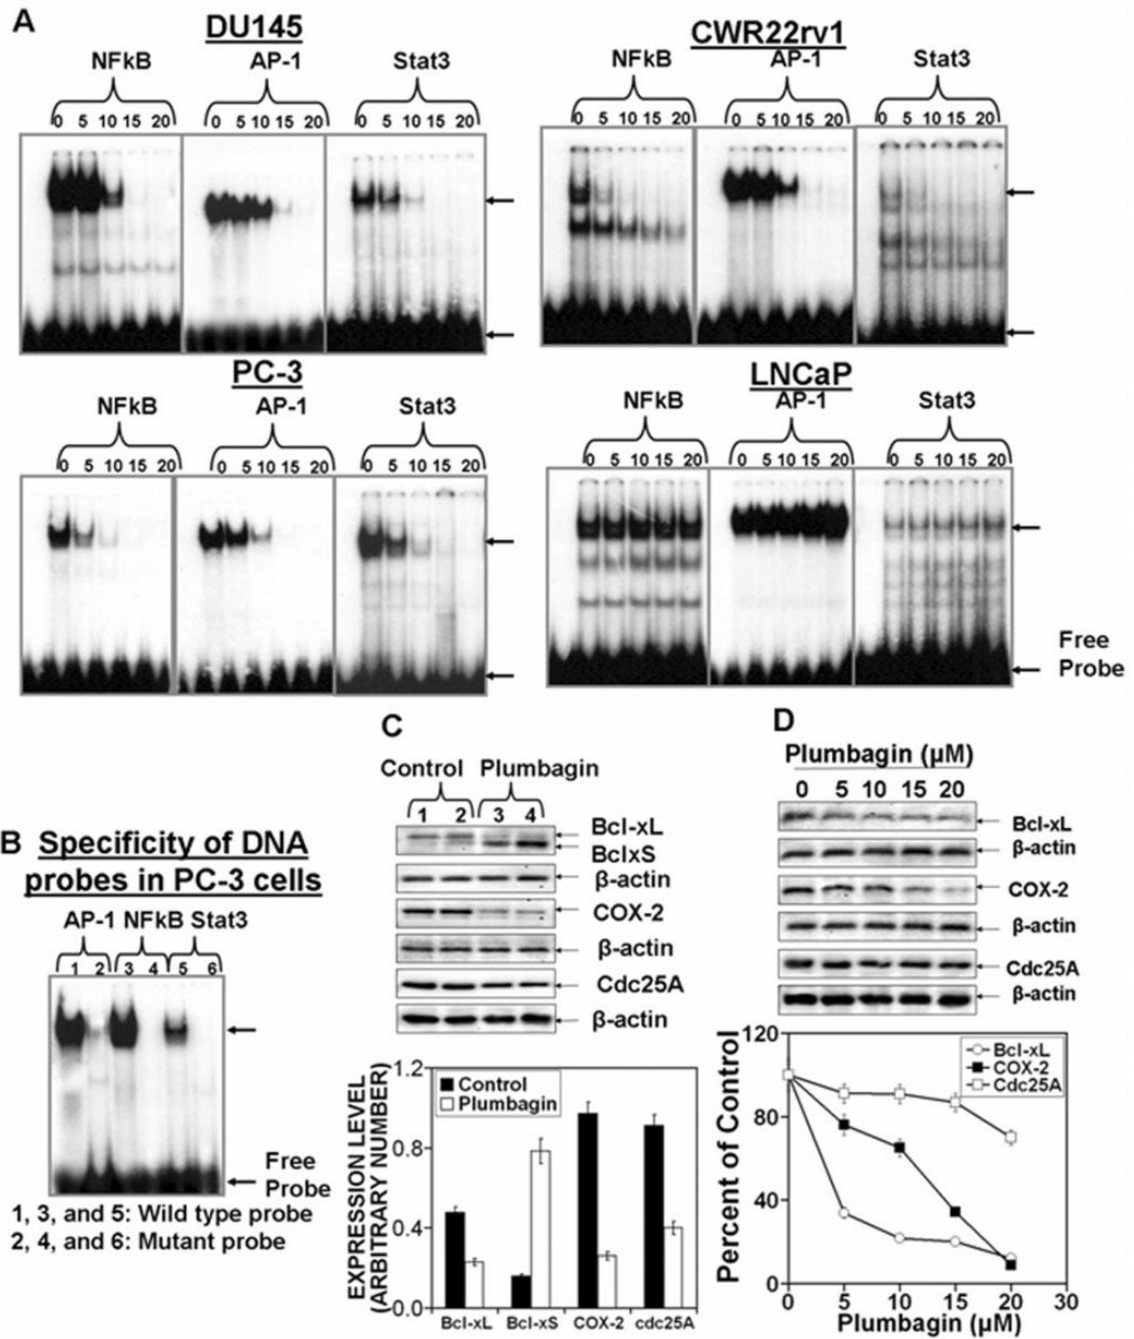 A
DU145
NFkB AP-1 Stat3
0 5 10 15 20 0 5 10 15 20 0 5 10 15 20
CWR22rv1
NFkB AP-1 Stat3
0 5 10 15 20 0 5 10 15 20 0 5 10 15 20
PC-3
NFkB AP-1 Stat3
0 5 10 15 20 0 5 10 15 20 0 5 10 15 20
LNCaP
NFkB AP-1 Stat3
0 5 10 15 20 0 5 10 15 20 0 5 10 15 20
Free
Probe
B Specificity of DNA
probes in PC-3 cells
AP-1 NFkB Stat3
1 2 3 4 5 6
Free
Probe
1, 3, and 5: Wild type probe
2, 4, and 6: Mutant probe
C
Control Plumbagin
1 2 3 4
Bcl-xL
BclxS
β-actin
COX-2
β-actin
Cdc25A
β-actin
EXPRESSION LEVEL
(ARBITRARY NUMBER)
1.2
0.8
0.4
0.0
Control
Plumbagin
Bcl-xL Bcl-xS COX-2 cdc25A
D
Plumbagin (µM)
0 5 10 15 20
Bcl-xL
β-actin
COX-2
β-actin
Cdc25A
β-actin
Percent of Control
120
80
40
0
Bcl-xL
COX-2
Cdc25A
0 5 10 15 20 30
Plumbagin (µM)